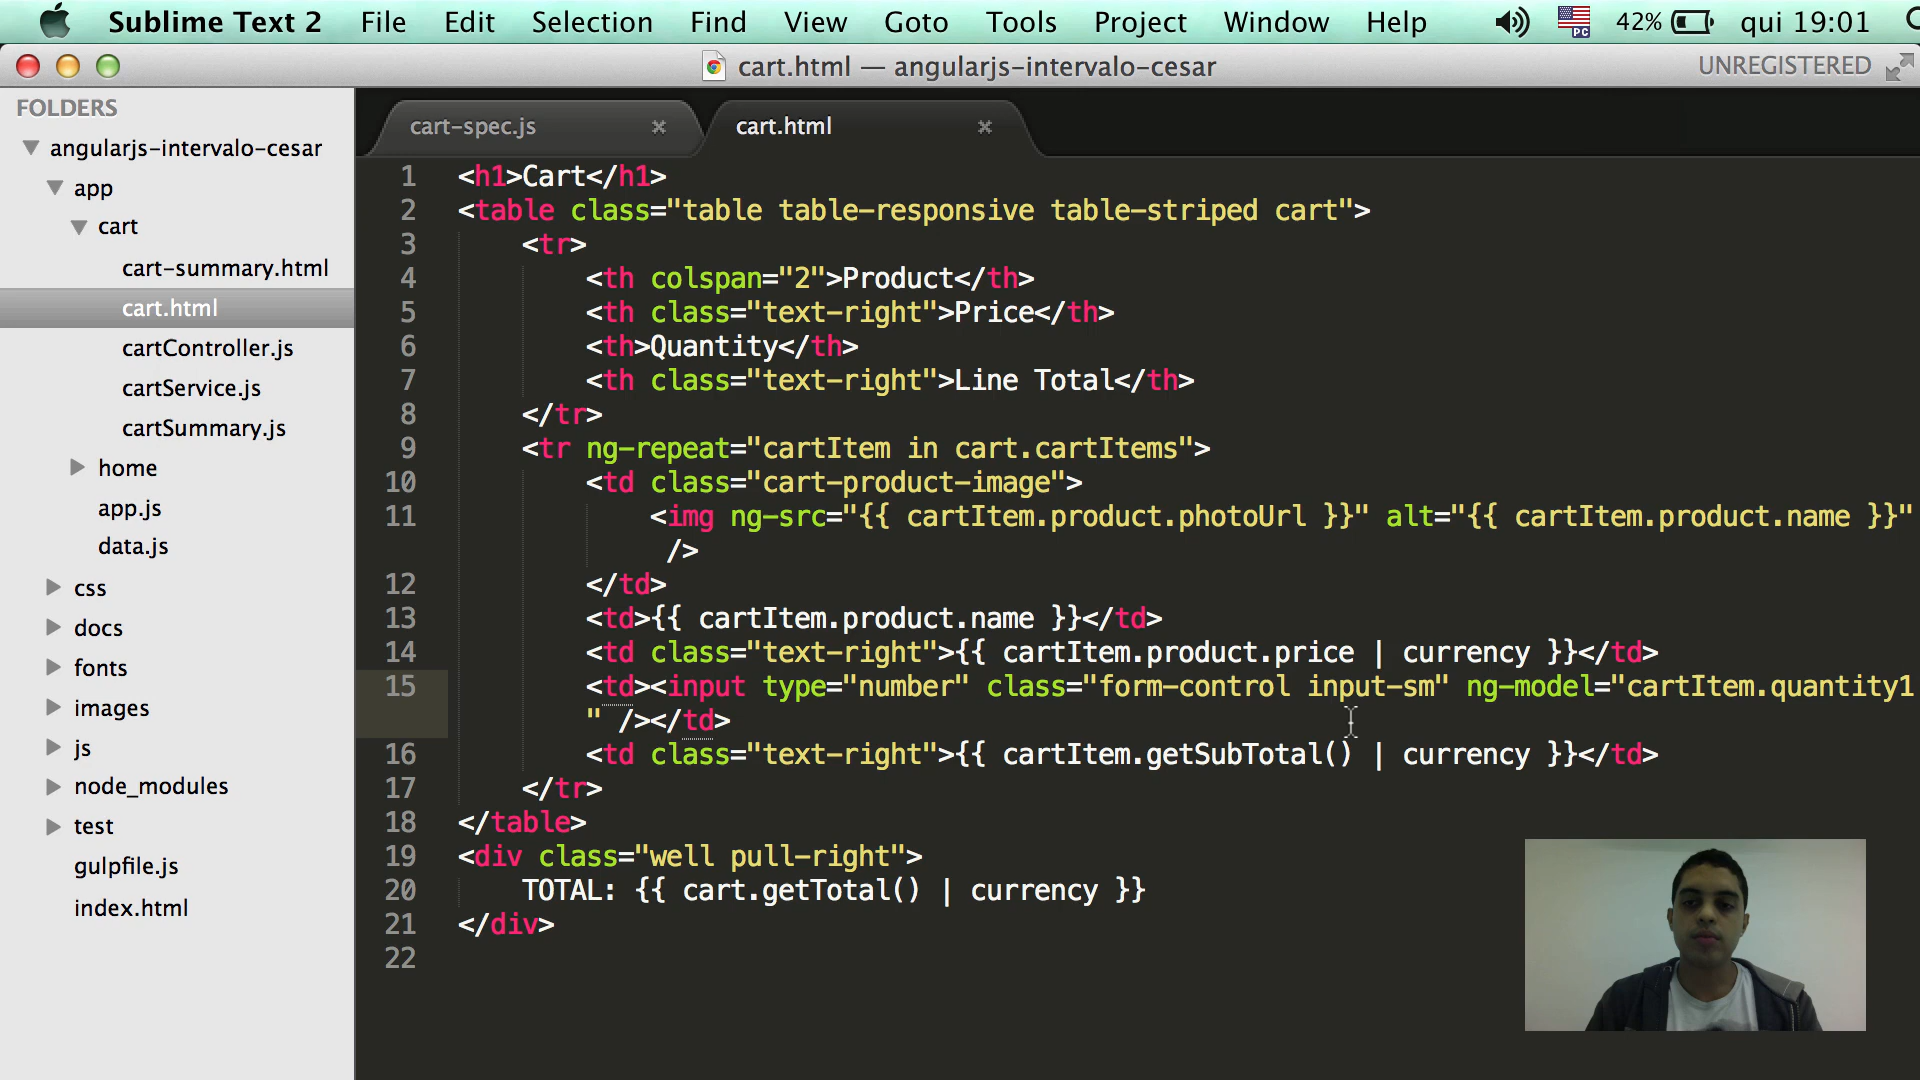 Sublime Text 2 File Edit Selection Find View Goto Tools Project Window Help PC 42% qui 19:01
cart.html — angularjs-intervalo-cesar UNREGISTERED
FOLDERS
angularjs-intervalo-cesar
app
cart
cart-summary.html
cart.html
cartController.js
cartService.js
cartSummary.js
home
app.js
data.js
css
docs
fonts
images
js
node_modules
test
gulpfile.js
index.html
cart-spec.js × cart.html ×
1 <h1>Cart</h1>
2 <table class="table table-responsive table-striped cart">
3 <tr>
4 <th colspan="2">Product</th>
5 <th class="text-right">Price</th>
6 <th>Quantity</th>
7 <th class="text-right">Line Total</th>
8 </tr>
9 <tr ng-repeat="cartItem in cart.cartItems">
10 <td class="cart-product-image">
11 <img ng-src="{{ cartItem.product.photoUrl }}" alt="{{ cartItem.product.name }}"
/>
12 </td>
13 <td>{{ cartItem.product.name }}</td>
14 <td class="text-right">{{ cartItem.product.price | currency }}</td>
15 <td><input type="number" class="form-control input-sm" ng-model="cartItem.quantity1
" /></td>
16 <td class="text-right">{{ cartItem.getSubTotal() | currency }}</td>
17 </tr>
18 </table>
19 <div class="well pull-right">
20 TOTAL: {{ cart.getTotal() | currency }}
21 </div>
22